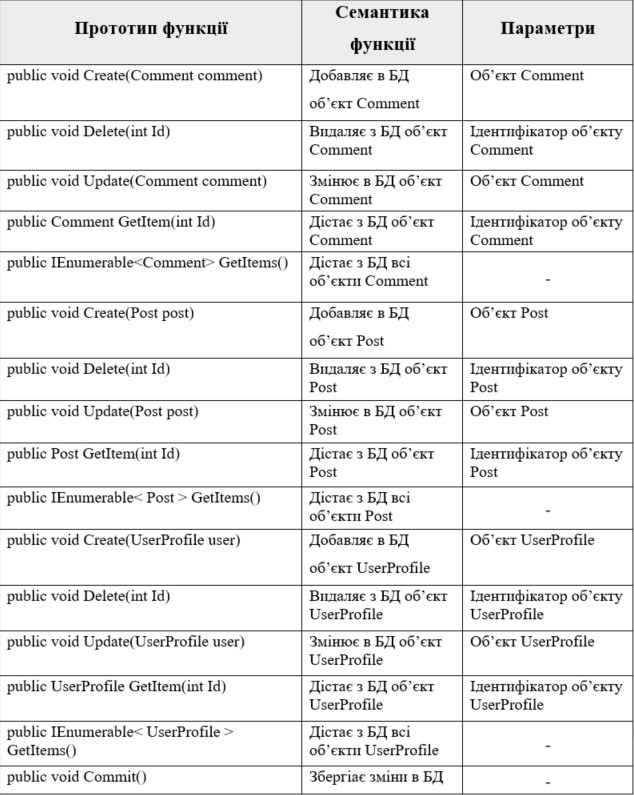 Прототип функції
Семантика
функції
Параметри
public void Create(Comment comment)
Добавляє в БД
об’єкт Comment
Об’єкт Comment
public void Delete(int Id)
Видаляє з БД об’єкт
Comment
Ідентифікатор об’єкту
Comment
public void Update(Comment comment)
Змінює в БД об’єкт
Comment
Об’єкт Comment
public Comment GetItem(int Id)
Дістає з БД об’єкт
Comment
Ідентифікатор об’єкту
Comment
public IEnumerable<Comment> GetItems()
Дістає з БД всі
об’єкти Comment
-
public void Create(Post post)
Добавляє в БД
об’єкт Post
Об’єкт Post
public void Delete(int Id)
Видаляє з БД об’єкт
Post
Ідентифікатор об’єкту
Post
public void Update(Post post)
Змінює в БД об’єкт
Post
Об’єкт Post
public Post GetItem(int Id)
Дістає з БД об’єкт
Post
Ідентифікатор об’єкту
Post
public IEnumerable< Post > GetItems()
Дістає з БД всі
об’єкти Post
-
public void Create(UserProfile user)
Добавляє в БД
об’єкт UserProfile
Об’єкт UserProfile
public void Delete(int Id)
Видаляє з БД об’єкт
UserProfile
Ідентифікатор об’єкту
UserProfile
public void Update(UserProfile user)
Змінює в БД об’єкт
UserProfile
Об’єкт UserProfile
public UserProfile GetItem(int Id)
Дістає з БД об’єкт
UserProfile
Ідентифікатор об’єкту
UserProfile
public IEnumerable< UserProfile >
GetItems()
Дістає з БД всі
об’єкти UserProfile
-
public void Commit()
Збергіає зміни в БД
-